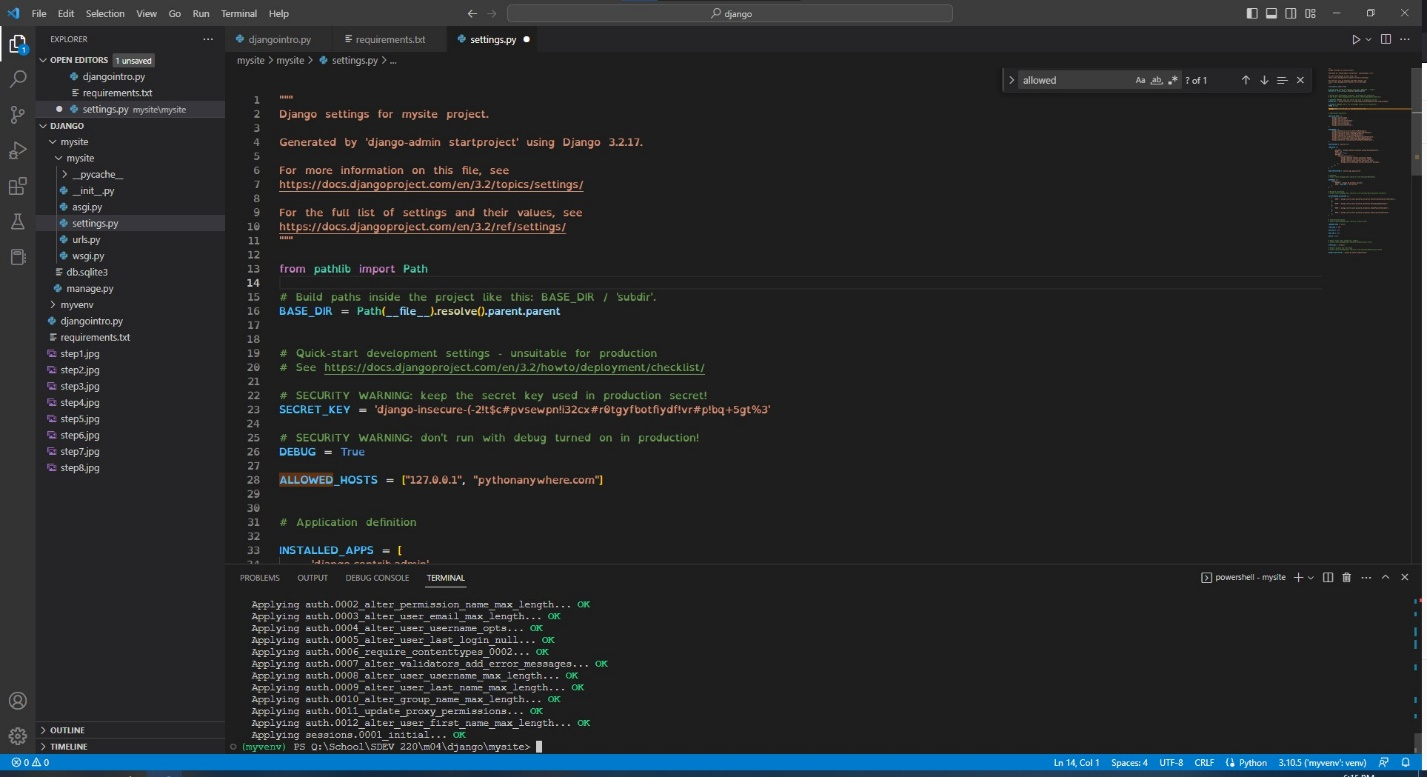 File Edit Selection View Go Run Terminal Help
django
EXPLORER
OPEN EDITORS 1 unsaved
djangointro.py
requirements.txt
settings.py mysite\mysite
DJANGO
mysite
mysite
__pycache__
__init__.py
asgi.py
settings.py
urls.py
wsgi.py
db.sqlite3
manage.py
myvenv
djangointro.py
requirements.txt
step1.jpg
step2.jpg
step3.jpg
step4.jpg
step5.jpg
step6.jpg
step7.jpg
step8.jpg
OUTLINE
TIMELINE
djangointro.py requirements.txt settings.py
mysite > mysite > settings.py > ...
allowed Aa ab .* ? of 1
1 """
2 Django settings for mysite project.
3
4 Generated by 'django-admin startproject' using Django 3.2.17.
5
6 For more information on this file, see
7 https://docs.djangoproject.com/en/3.2/topics/settings/
8
9 For the full list of settings and their values, see
10 https://docs.djangoproject.com/en/3.2/ref/settings/
11 """
12
13 from pathlib import Path
14
15 # Build paths inside the project like this: BASE_DIR / 'subdir'.
16 BASE_DIR = Path(__file__).resolve().parent.parent
17
18
19 # Quick-start development settings - unsuitable for production
20 # See https://docs.djangoproject.com/en/3.2/howto/deployment/checklist/
21
22 # SECURITY WARNING: keep the secret key used in production secret!
23 SECRET_KEY = 'django-insecure-(-2!t$c#pvsewpn!i32cx#r0tgyfbotfiydf!vr#p!bq+5gt%3'
24
25 # SECURITY WARNING: don't run with debug turned on in production!
26 DEBUG = True
27
28 ALLOWED_HOSTS = ["127.0.0.1", "pythonanywhere.com"]
29
30
31 # Application definition
32
33 INSTALLED_APPS = [
34 'django.contrib.admin'
PROBLEMS OUTPUT DEBUG CONSOLE TERMINAL powershell - mysite
Applying auth.0002_alter_permission_name_max_length... OK
Applying auth.0003_alter_user_email_max_length... OK
Applying auth.0004_alter_user_username_opts... OK
Applying auth.0005_alter_user_last_login_null... OK
Applying auth.0006_require_contenttypes_0002... OK
Applying auth.0007_alter_validators_add_error_messages... OK
Applying auth.0008_alter_user_username_max_length... OK
Applying auth.0009_alter_user_last_name_max_length... OK
Applying auth.0010_alter_group_name_max_length... OK
Applying auth.0011_update_proxy_permissions... OK
Applying auth.0012_alter_user_first_name_max_length... OK
Applying sessions.0001_initial... OK
(myvenv) PS Q:\School\SDEV 220\m04\django\mysite>
0 0 Ln 14, Col 1 Spaces: 4 UTF-8 CRLF Python 3.10.5 ('myvenv': venv)